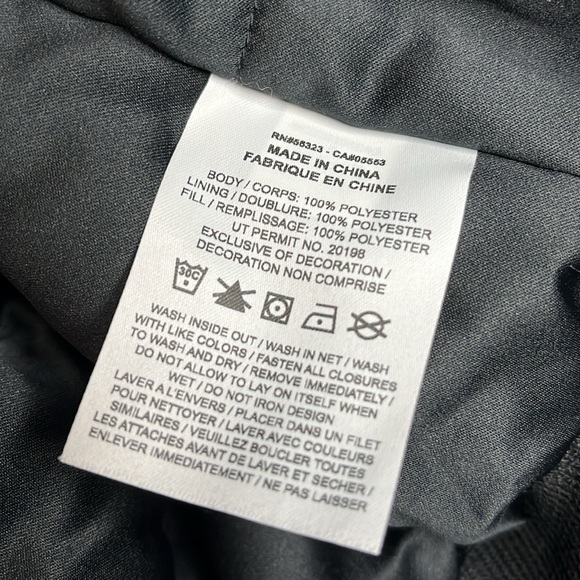 RN#56323 - CA#05553
MADE IN CHINA
FABRIQUE EN CHINE
BODY / CORPS: 100% POLYESTER
LINING / DOUBLURE: 100% POLYESTER
FILL / REMPLISSAGE: 100% POLYESTER
UT PERMIT NO. 20198
EXCLUSIVE OF DECORATION /
DECORATION NON COMPRISE
30C
WASH INSIDE OUT / WASH IN NET / WASH
WITH LIKE COLORS / FASTEN ALL CLOSURES
TO WASH AND DRY / REMOVE IMMEDIATELY /
DO NOT ALLOW TO LAY ON ITSELF WHEN
WET / DO NOT IRON DESIGN
LAVER A L'ENVERS / PLACER DANS UN FILET
POUR NETTOYER / LAVER AVEC COULEURS
SIMILAIRES / VEUILLEZ BOUCLER TOUTES
LES ATTACHES AVANT DE LAVER ET SECHER /
ENLEVER IMMEDIATEMENT / NE PAS LAISSER